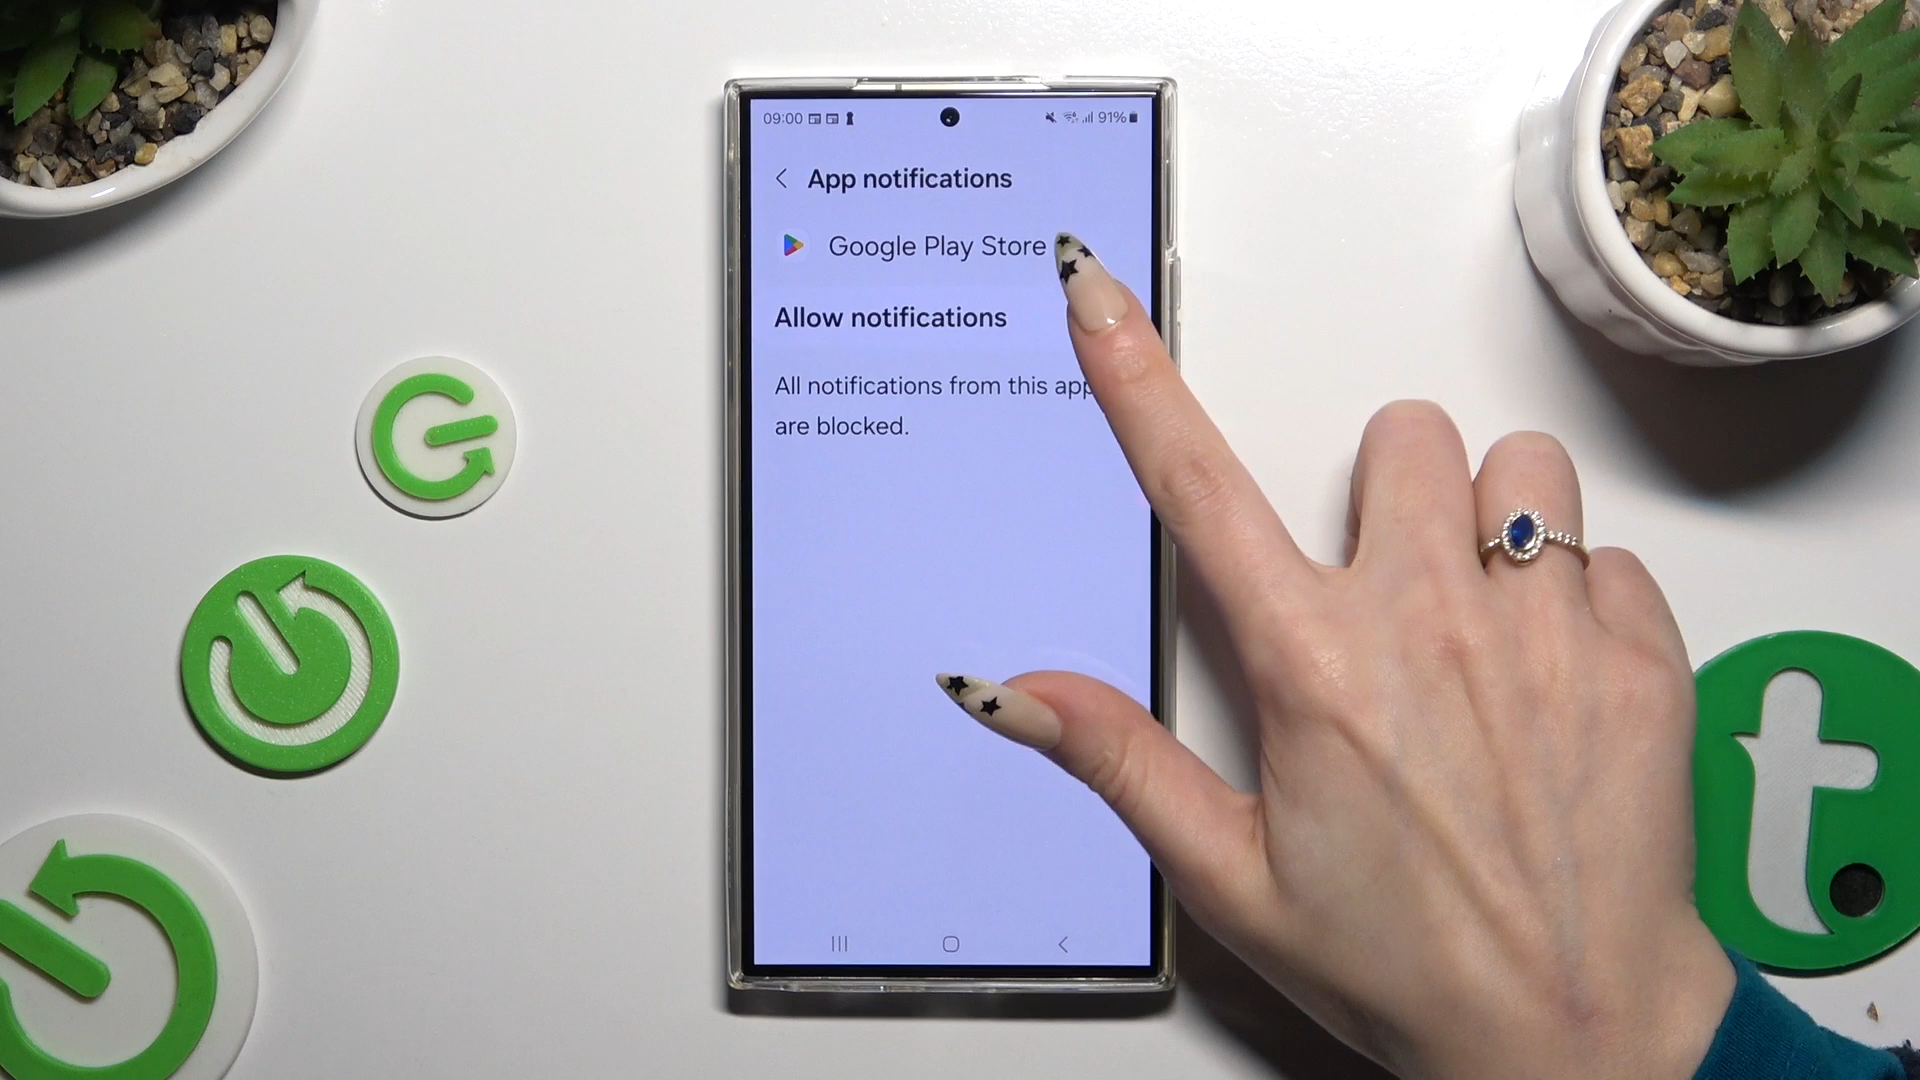 09:00 91%
App notifications
Google Play Store
Allow notifications
All notifications from this app
are blocked.
t.